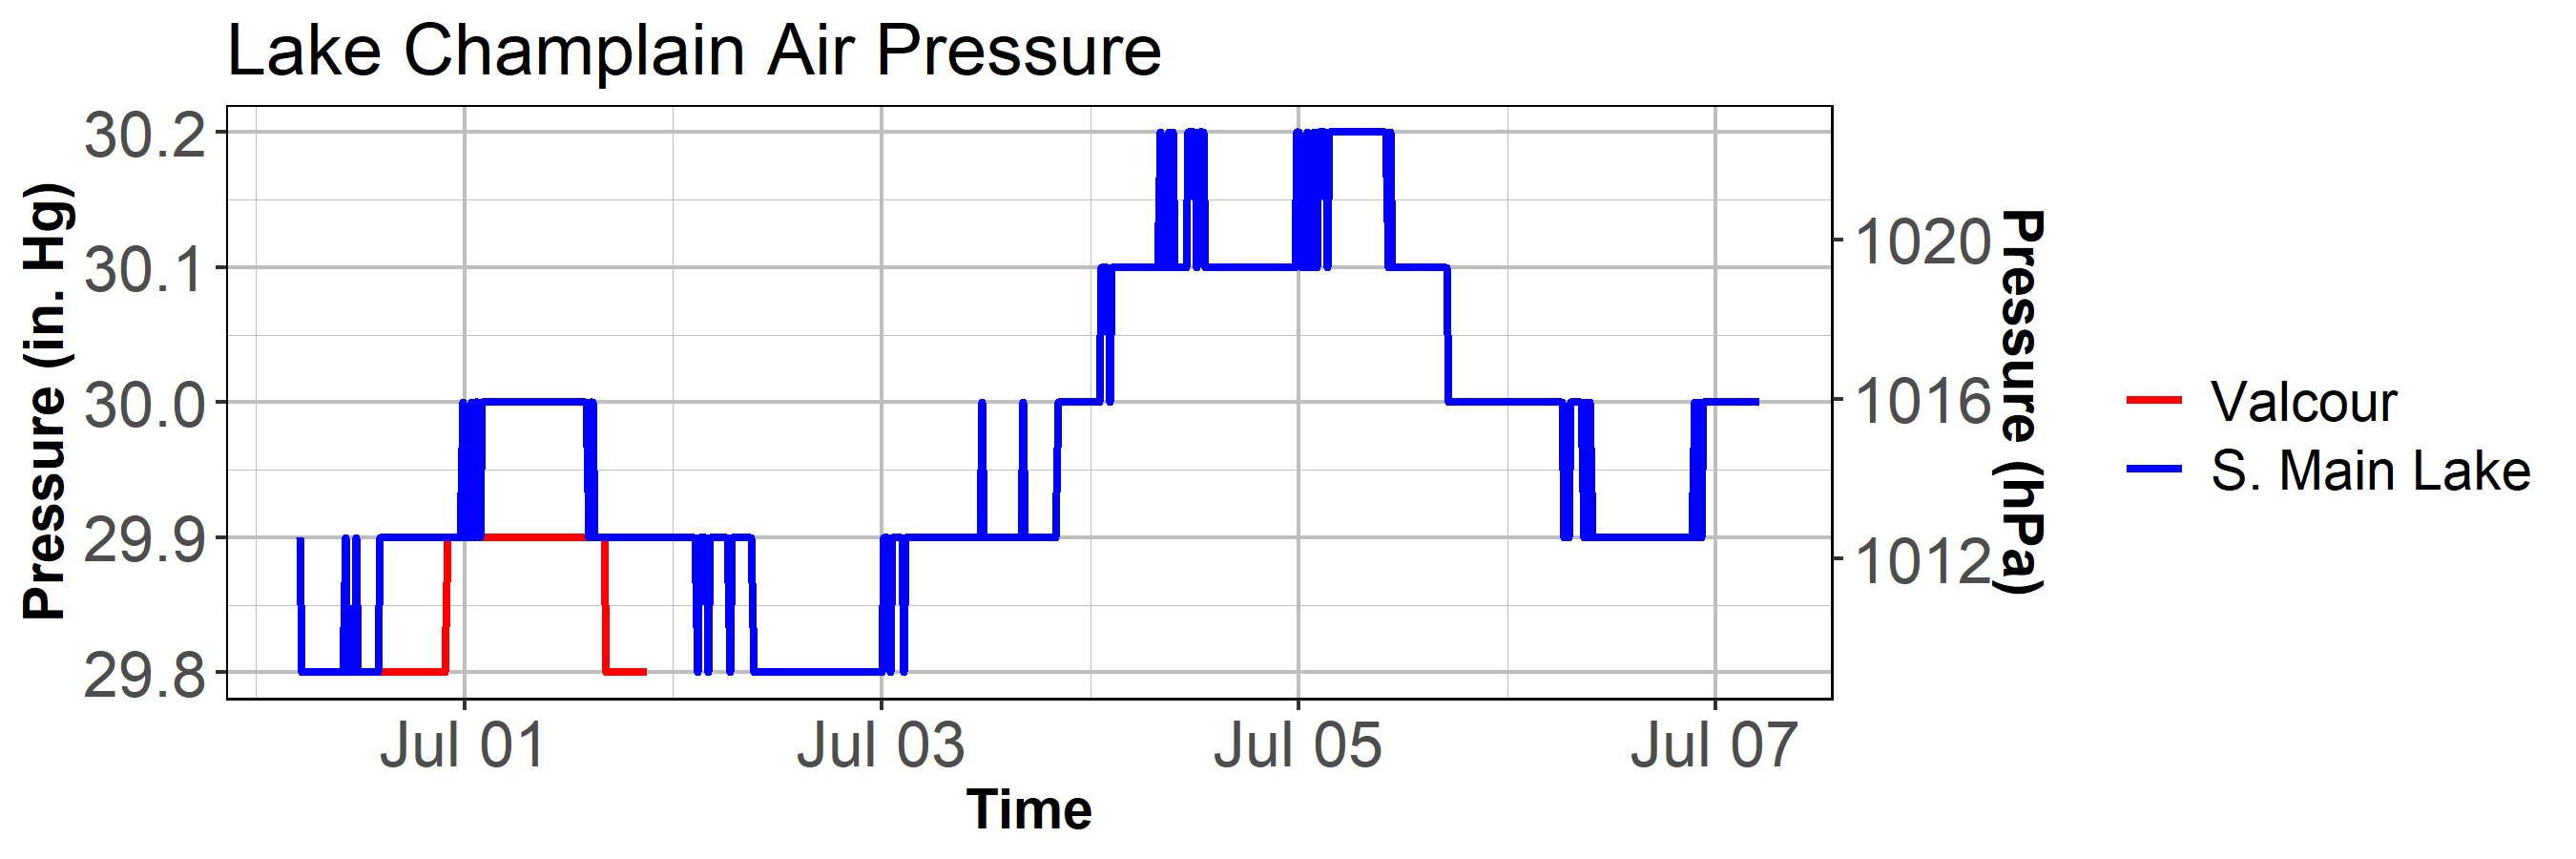 Lake Champlain Air Pressure
30.2
30.1
30.0
29.9
29.8
Pressure (in. Hg)
1020
1016
1012
Pressure (hPa)
Jul 01
Jul 03
Jul 05
Jul 07
Time
Valcour
S. Main Lake